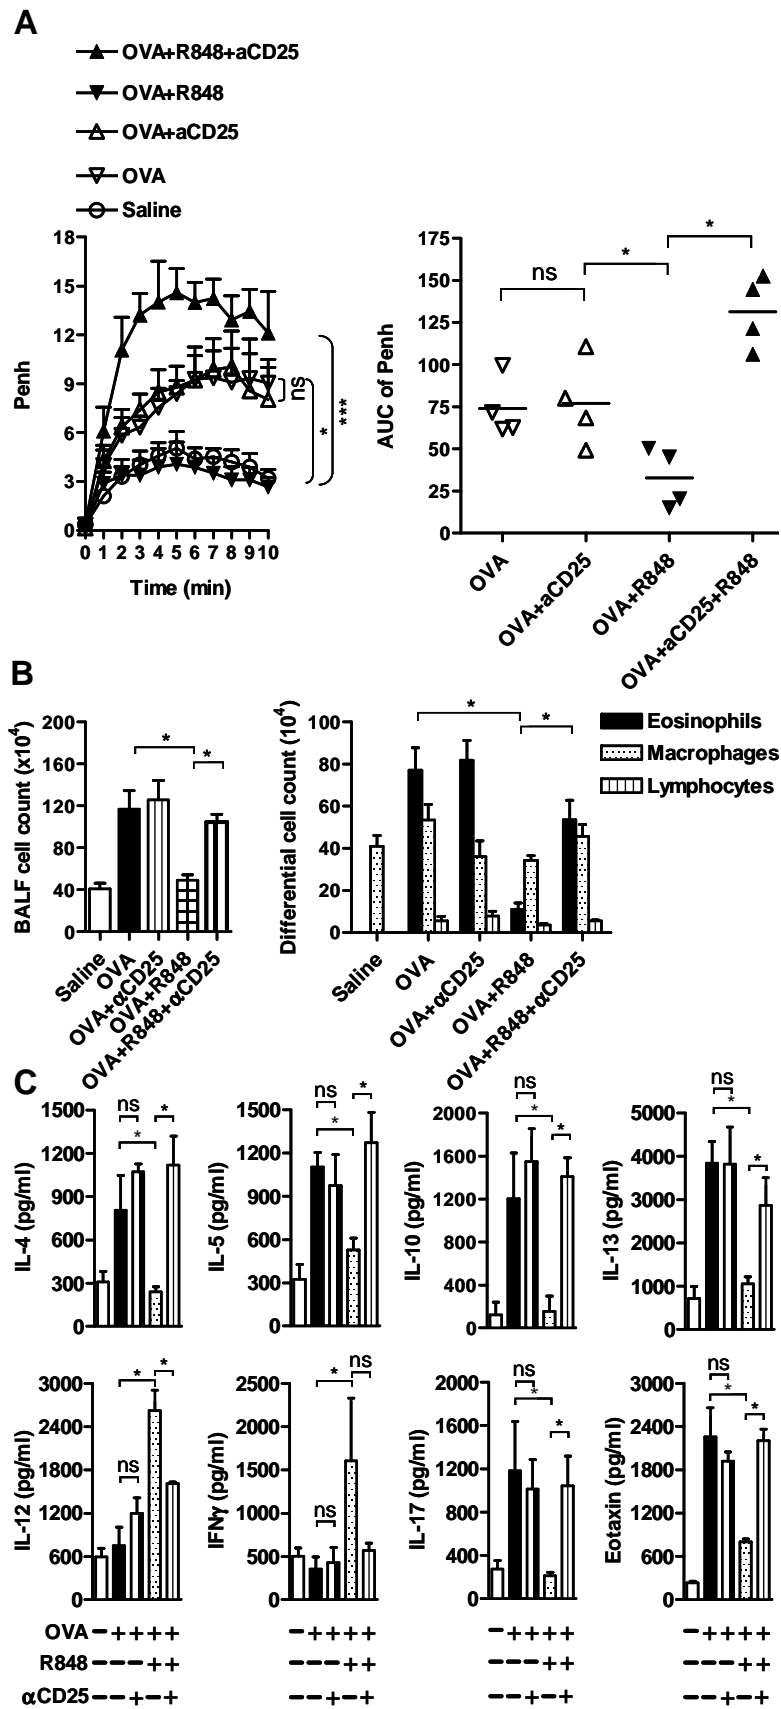 A
OVA+R848+aCD25
OVA+R848
OVA+aCD25
OVA
Saline
18
15
12
9
6
3
0
Penh
0 1 2 3 4 5 6 7 8 9 10
Time (min)
ns
*
***
175
150
125
100
75
50
25
0
AUC of Penh
ns
*
*
OVA
OVA+aCD25
OVA+R848
OVA+aCD25+R848
B
200
160
120
80
40
0
BALF cell count (x10⁴)
*
*
Saline
OVA
OVA+αCD25
OVA+R848
OVA+R848+αCD25
100
80
60
40
20
0
Differential cell count (10⁴)
*
*
Saline
OVA
OVA+αCD25
OVA+R848
OVA+R848+αCD25
Eosinophils
Macrophages
Lymphocytes
C
1500
1200
900
600
300
0
IL-4 (pg/ml)
ns
*
*
1500
1200
900
600
300
0
IL-5 (pg/ml)
ns
*
*
2000
1600
1200
800
400
0
IL-10 (pg/ml)
ns
*
*
5000
4000
3000
2000
1000
0
IL-13 (pg/ml)
ns
*
*
3000
2400
1800
1200
600
0
IL-12 (pg/ml)
*
*
ns
2500
2000
1500
1000
500
0
IFNγ (pg/ml)
ns
*
ns
2000
1600
1200
800
400
0
IL-17 (pg/ml)
ns
*
*
3000
2400
1800
1200
600
0
Eotaxin (pg/ml)
ns
*
*
OVA − + + + + − + + + + − + + + + − + + + +
R848 − − − + + − − − + + − − − + + − − − + +
αCD25 − − + − + − − + − + − − + − + − − + − +